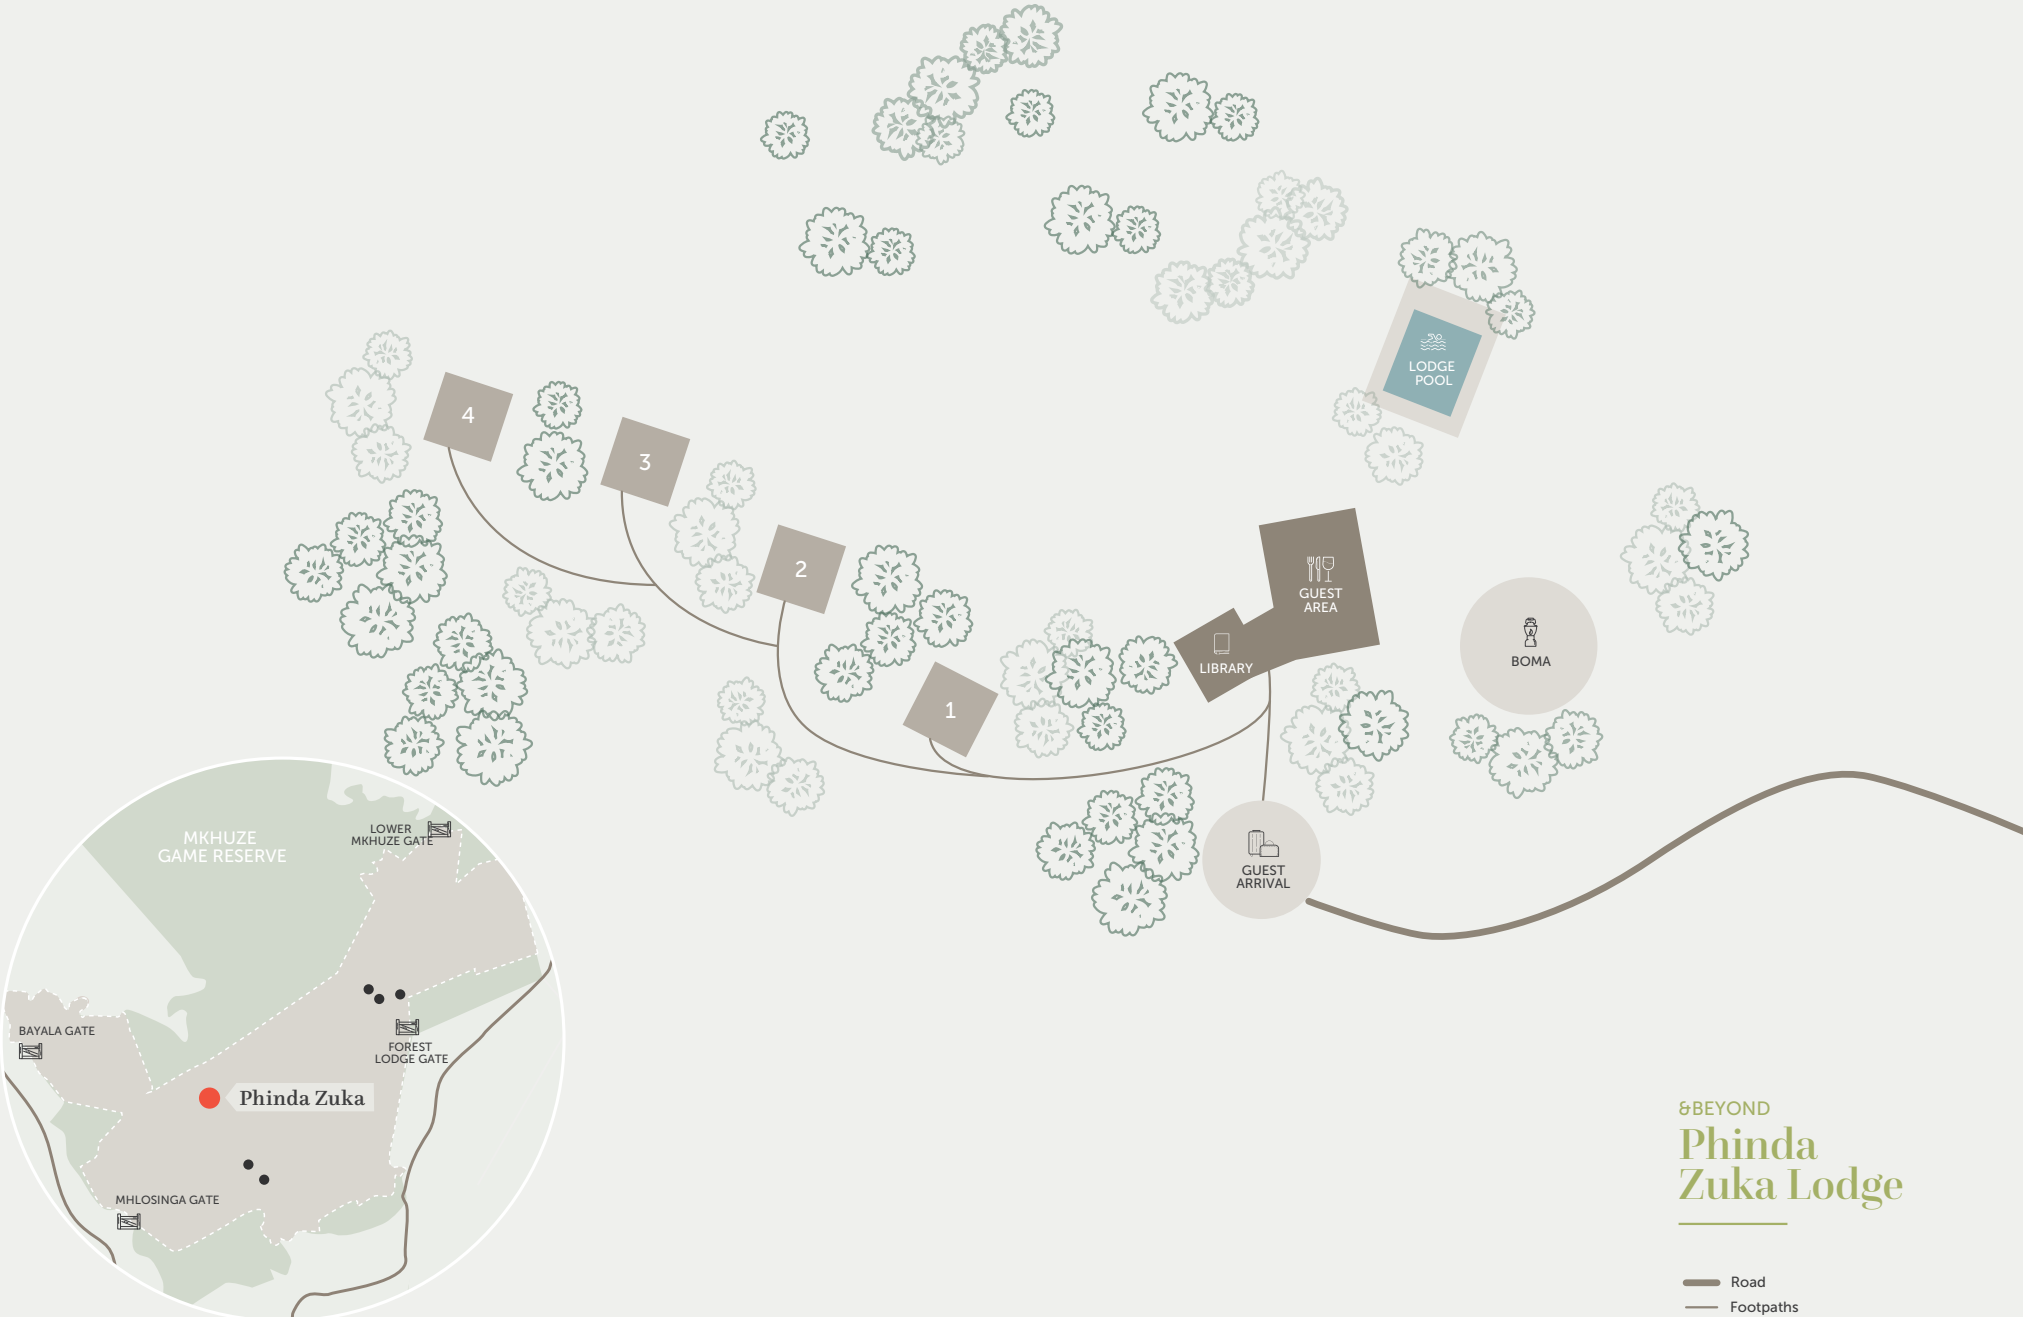 LODGE
POOL
4
3
2
1
GUEST
AREA
LIBRARY
BOMA
GUEST
ARRIVAL
MKHUZE
GAME RESERVE
LOWER
MKHUZE GATE
BAYALA GATE
FOREST
LODGE GATE
Phinda Zuka
MHLOSINGA GATE
&BEYOND
Phinda
Zuka Lodge
Road
Footpaths